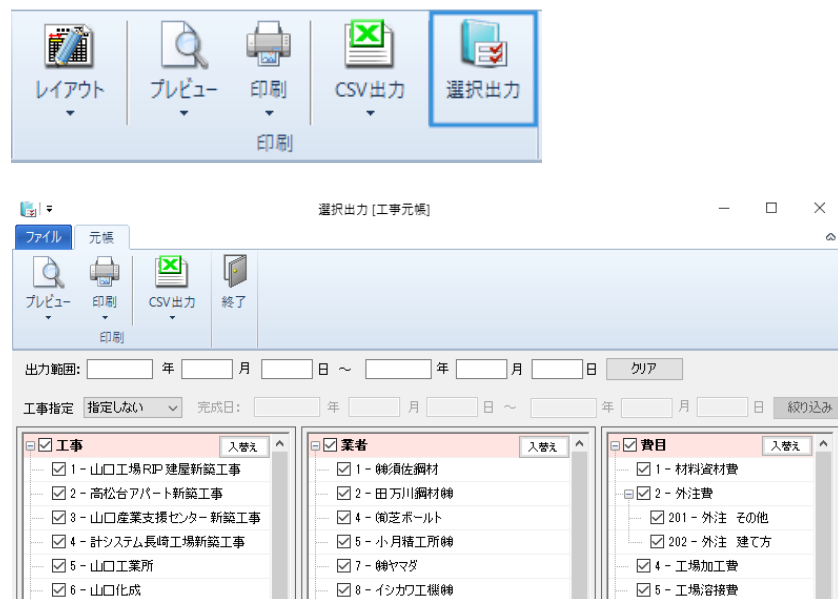 レイアウト プレビュー 印刷 CSV出力 選択出力
印刷
選択出力 [工事元帳]
ファイル 元帳
プレビュー 印刷 CSV出力 終了
印刷
出力範囲: 年 月 日 ～ 年 月 日 クリア
工事指定 指定しない 完成日: 年 月 日 ～ 年 月 日 絞り込み
工事 入替え 業者 入替え 費目 入替え
1 - 山口工場RIP建屋新築工事 1 - ㈱須佐鋼材 1 - 材料資材費
2 - 高松台アパート新築工事 2 - 田万川鋼材㈱ 2 - 外注費
3 - 山口産業支援センター新築工事 4 - ㈲芝ボールト 201 - 外注 その他
4 - 計システム長崎工場新築工事 5 - 小月精工所㈱ 202 - 外注 建て方
5 - 山口工業所 7 - ㈱ヤマダ 4 - 工場加工費
6 - 山口化成 8 - イシカワ工機㈱ 5 - 工場溶接費